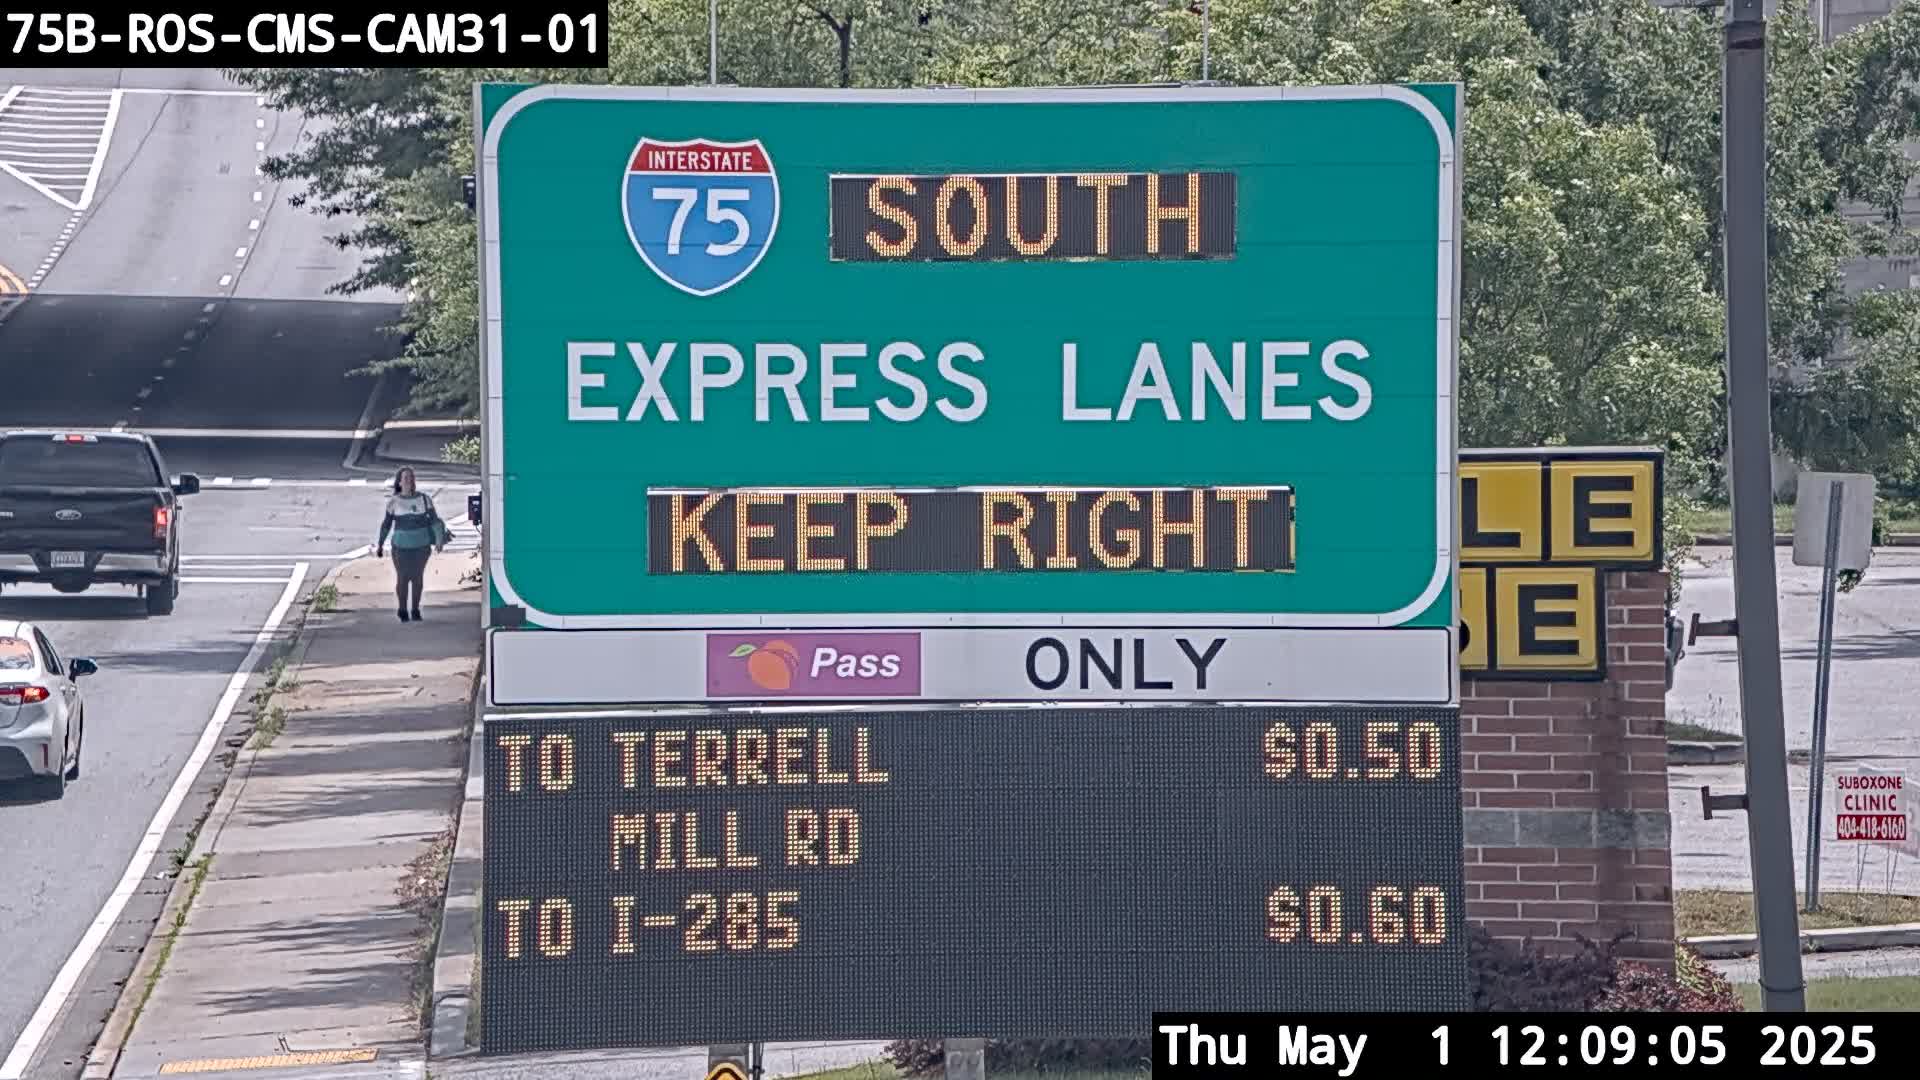 75B-ROS-CMS-CAM31-01
INTERSTATE
75
SOUTH
EXPRESS LANES
KEEP RIGHT
Pass ONLY
TO TERRELL $0.50
MILL RD
TO I-285 $0.60
LE
E
SUBOXONE
CLINIC
404-418-6160
Thu May 1 12:09:05 2025